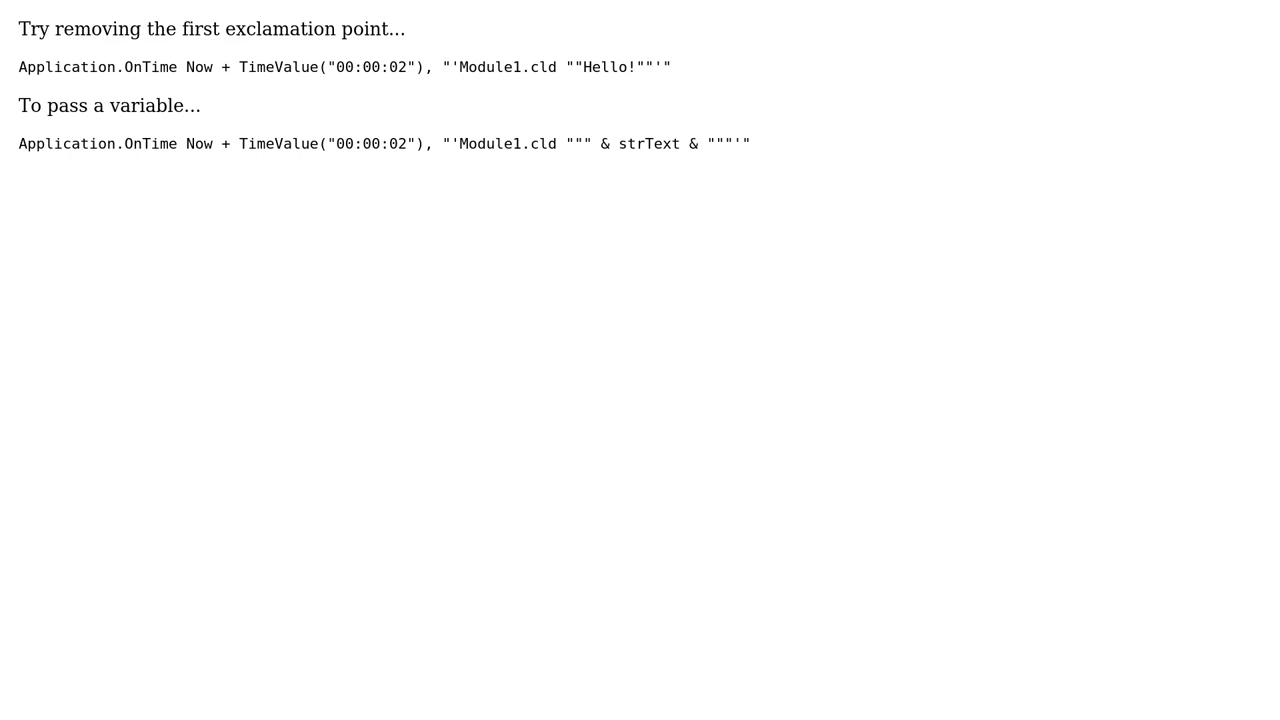 Try removing the first exclamation point...
Application.OnTime Now + TimeValue("00:00:02"), "'Module1.cld ""Hello!""'"
To pass a variable...
Application.OnTime Now + TimeValue("00:00:02"), "'Module1.cld """ & strText & """'"